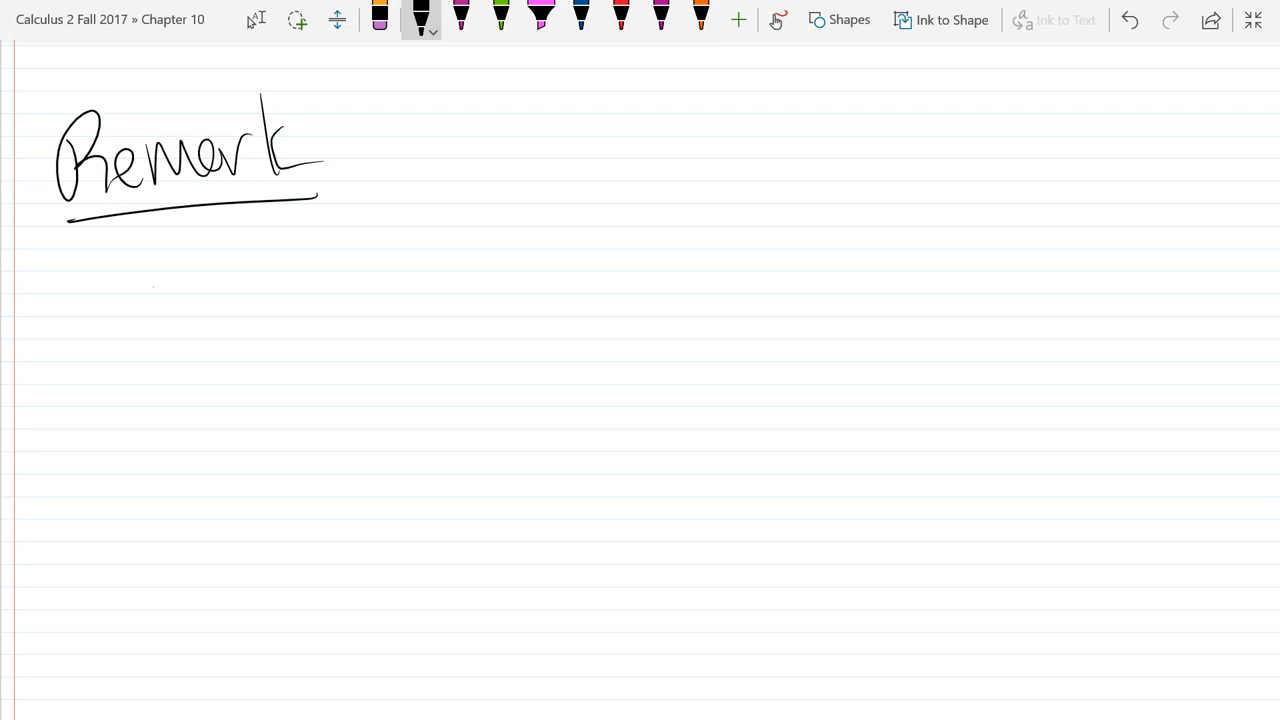 Calculus 2 Fall 2017 » Chapter 10
Shapes
Ink to Shape
Ink to Text
Remark